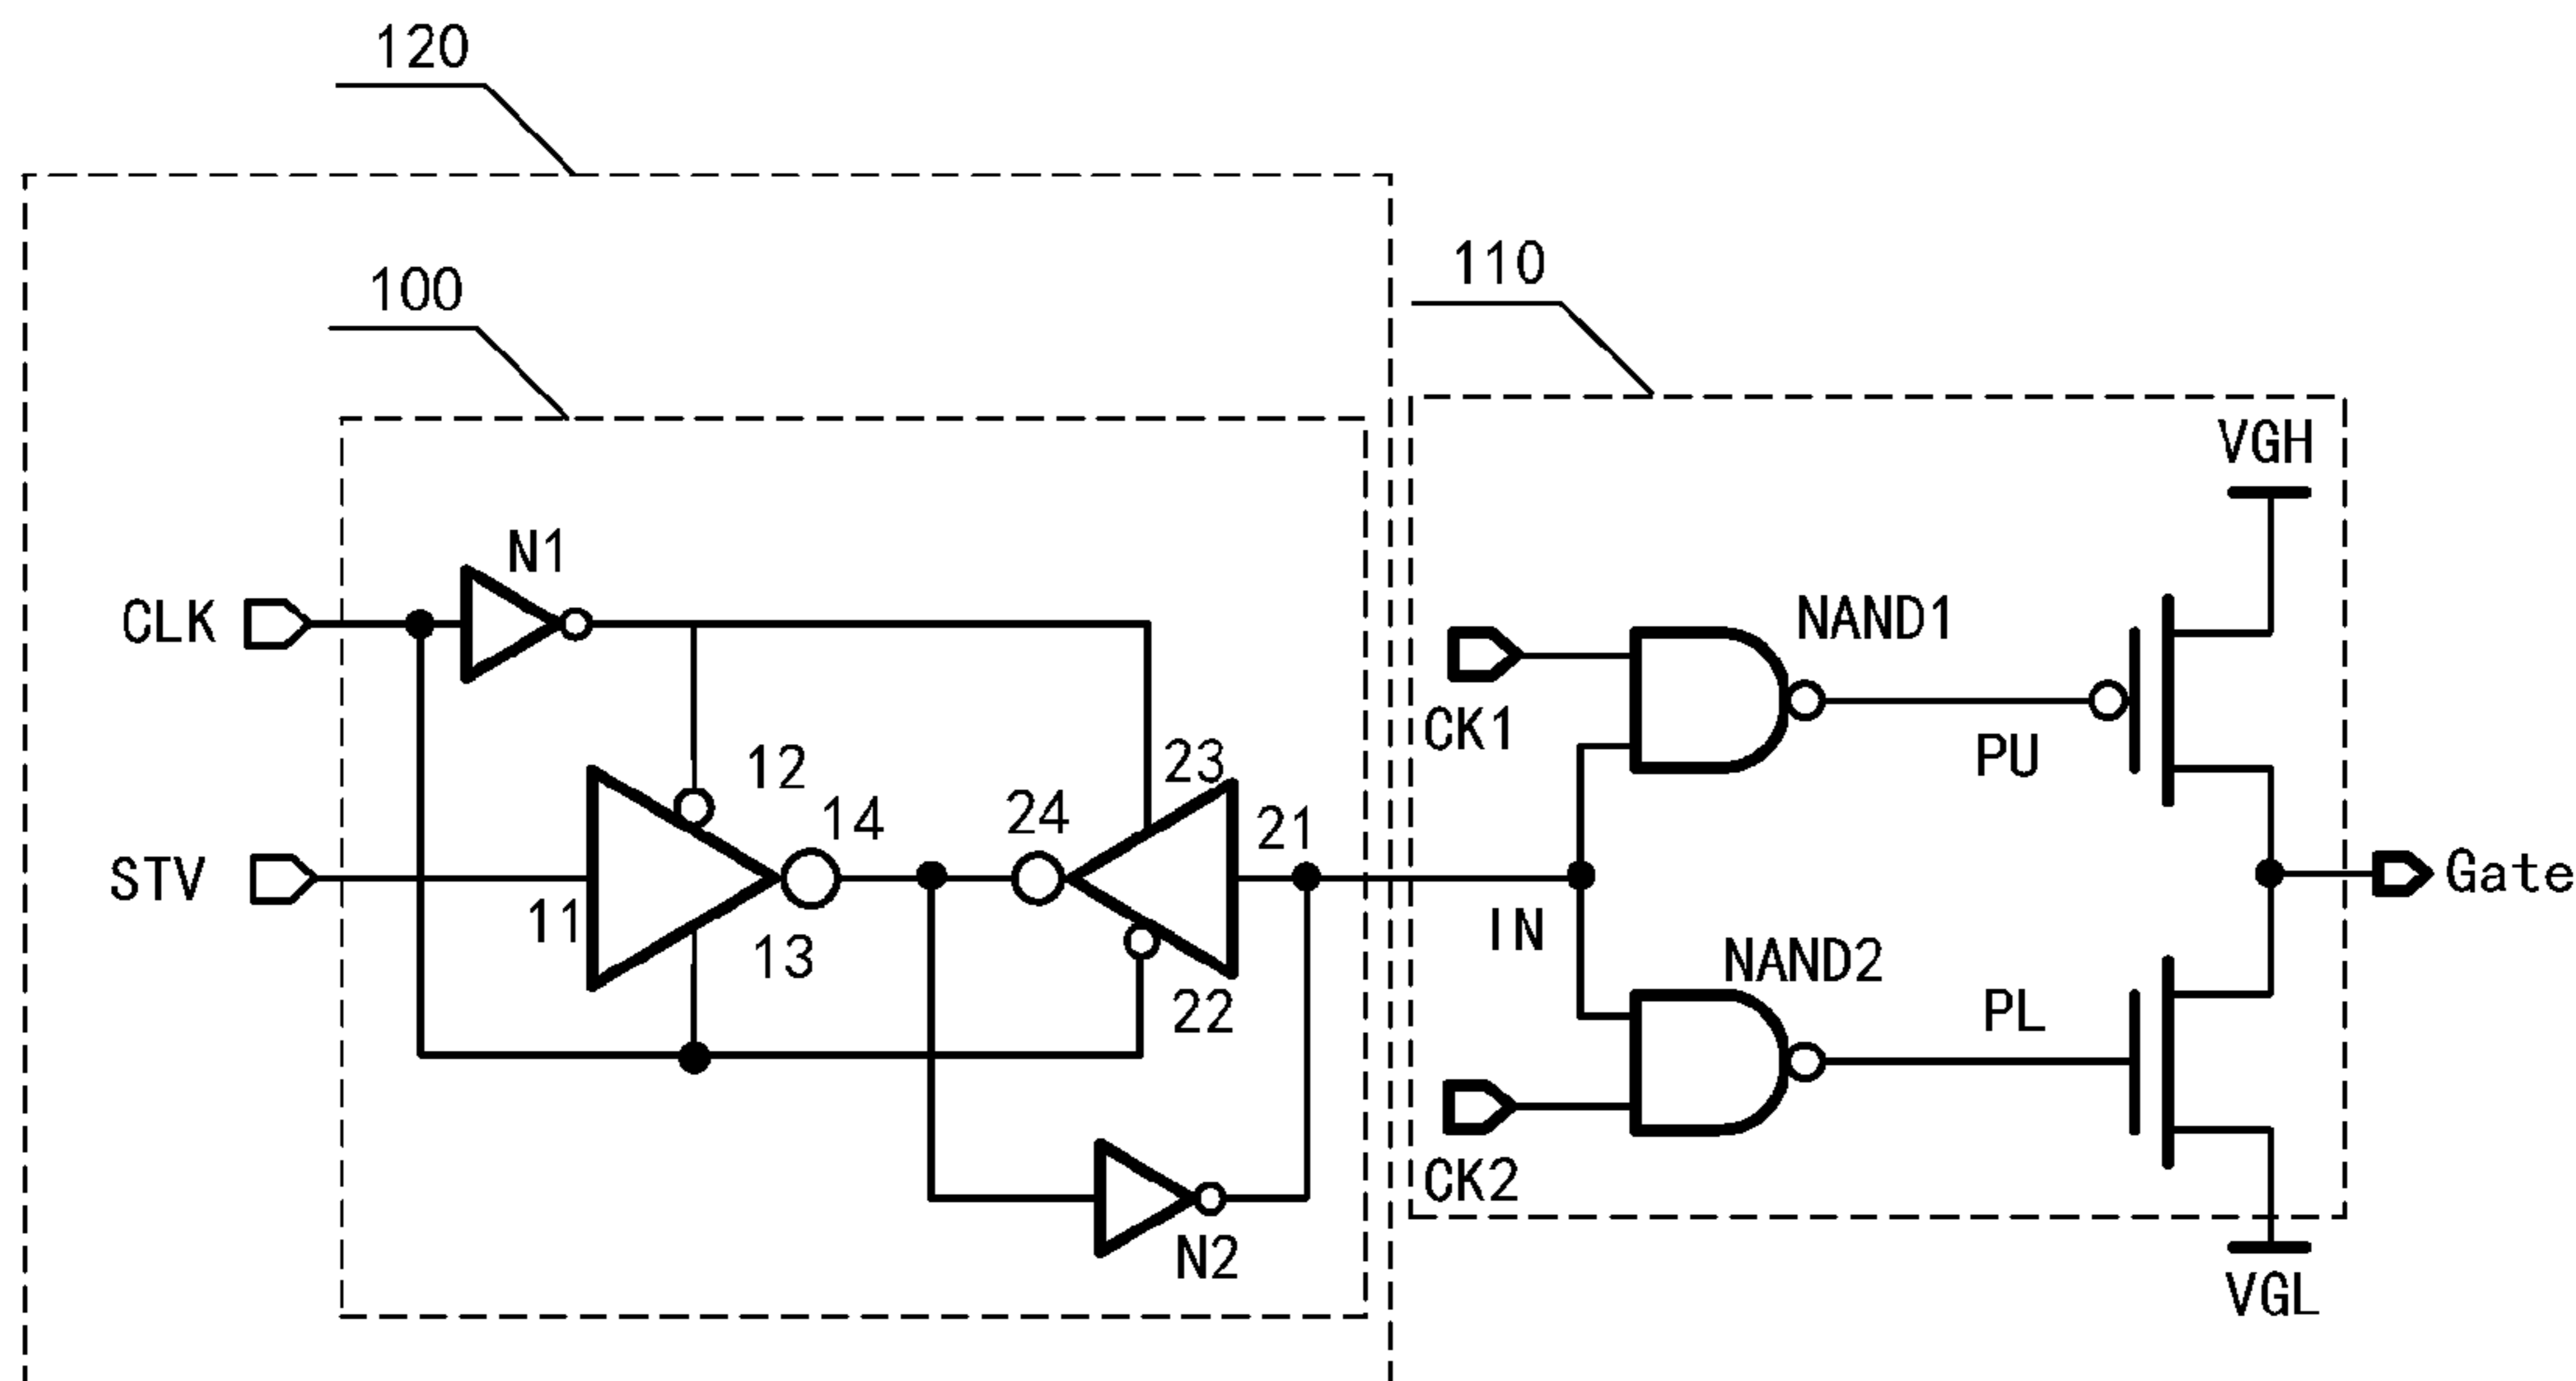 120
100
110
VGH
N1
CLK
NAND1
CK1
PU
12
14
23
24
21
STV
11
13
22
IN
Gate
NAND2
PL
CK2
N2
VGL